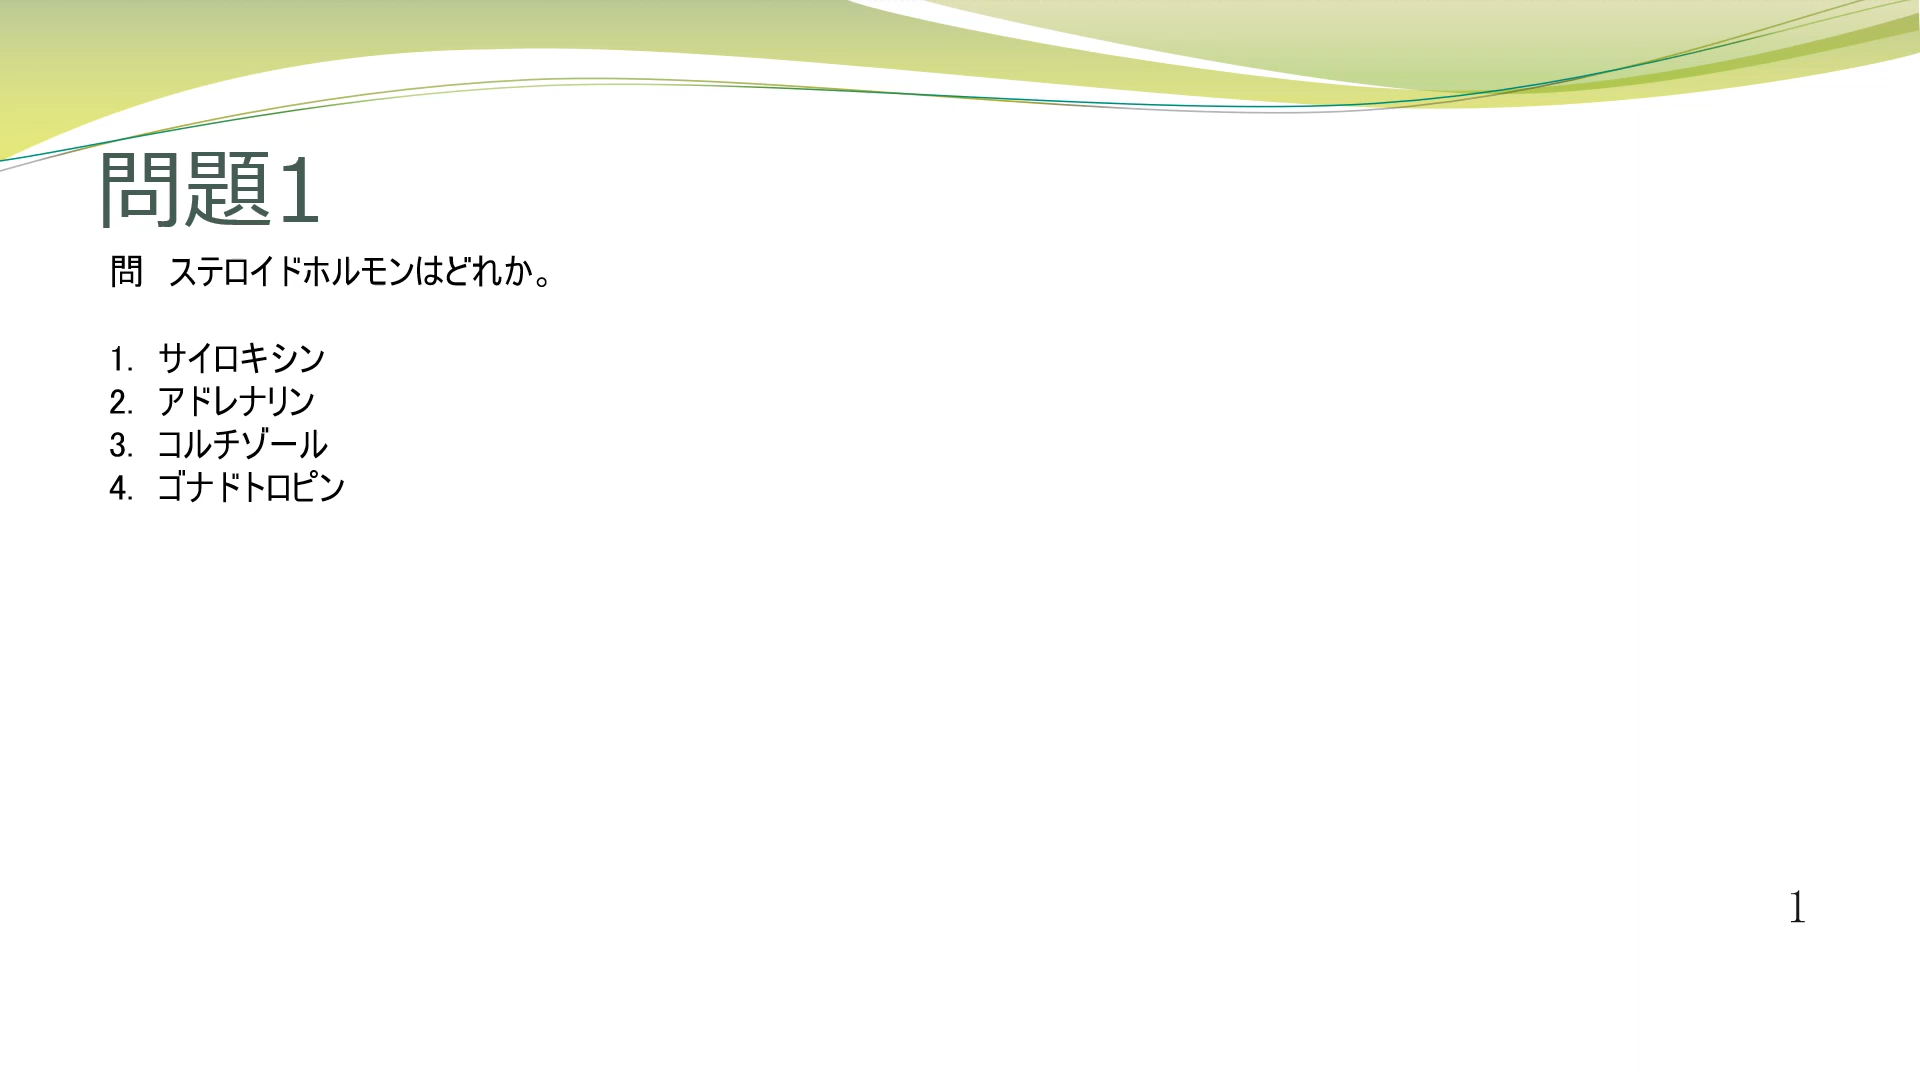 問題1
問　ステロイドホルモンはどれか。
1. サイロキシン
2. アドレナリン
3. コルチゾール
4. ゴナドトロピン
1